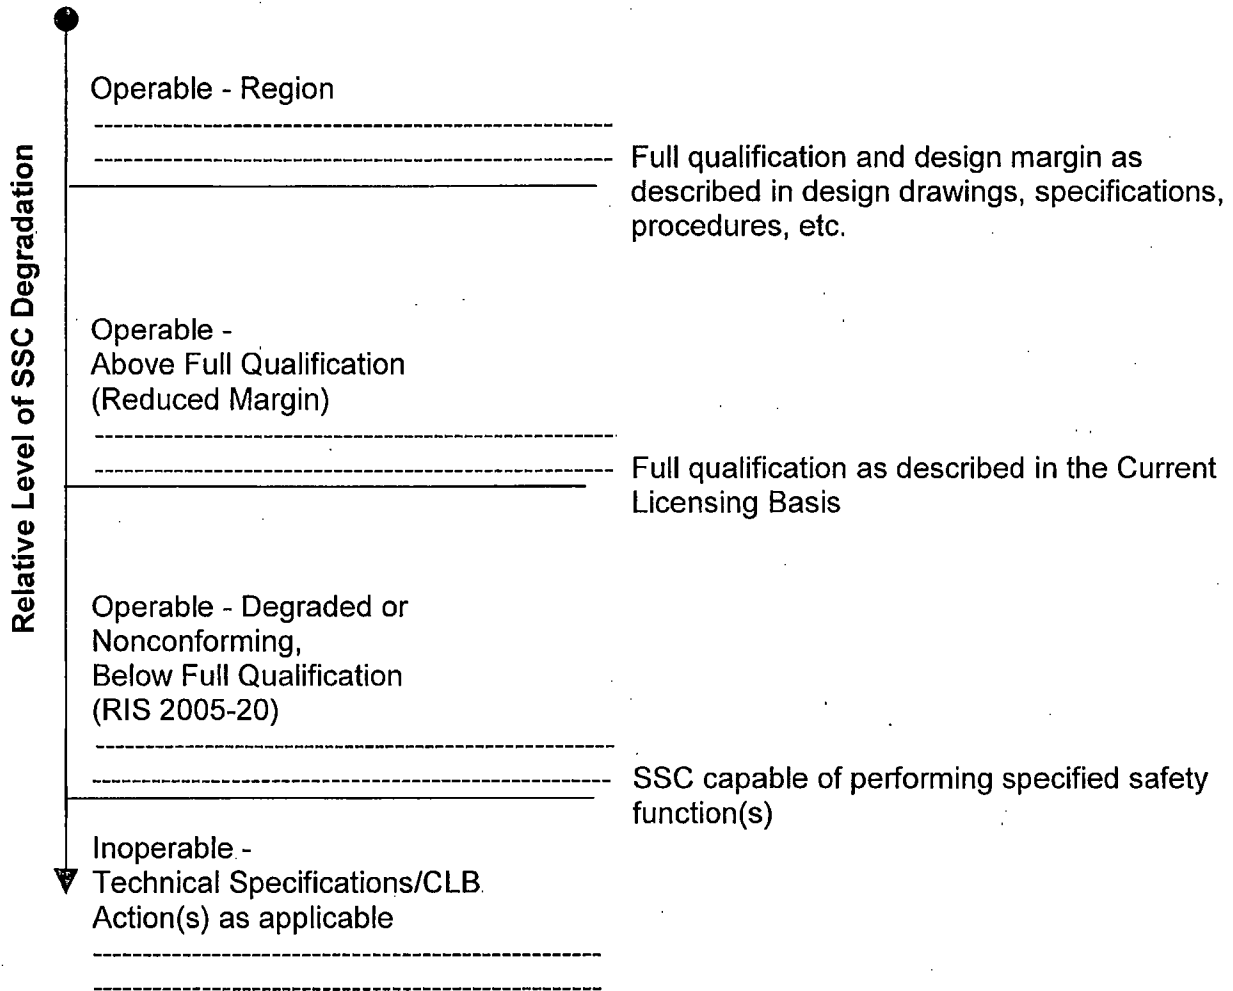 Relative Level of SSC Degradation
Operable - Region
Full qualification and design margin as
described in design drawings, specifications,
procedures, etc.
Operable -
Above Full Qualification
(Reduced Margin)
Full qualification as described in the Current
Licensing Basis
Operable - Degraded or
Nonconforming,
Below Full Qualification
(RIS 2005-20)
SSC capable of performing specified safety
function(s)
Inoperable -
Technical Specifications/CLB
Action(s) as applicable